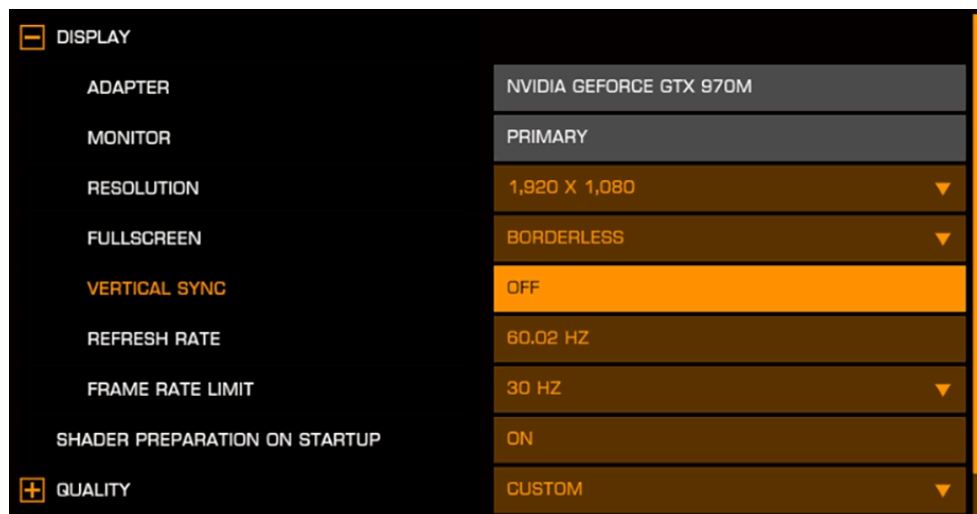 DISPLAY
ADAPTER NVIDIA GEFORCE GTX 970M
MONITOR PRIMARY
RESOLUTION 1,920 X 1,080
FULLSCREEN BORDERLESS
VERTICAL SYNC OFF
REFRESH RATE 60.02 HZ
FRAME RATE LIMIT 30 HZ
SHADER PREPARATION ON STARTUP ON
QUALITY CUSTOM